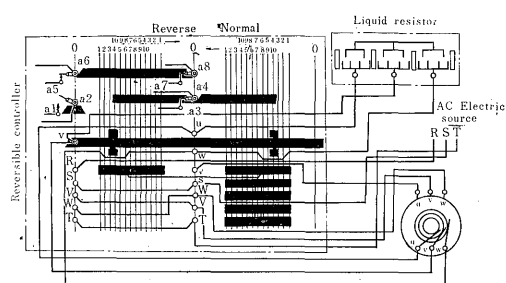 Reverse Normal
Liquid resistor
10 9 8 7 6 5 4 3 2 1
10 9 8 7 6 5 4 3 2 1
0 0 0
1 2 3 4 5 6 7 8 9 10
1 2 3 4 5 6 7 8 9 10
a6
a8
a5
a7
a4
a2
a1
a3
u
v
w
R
S
V
W
T
v
s
W
V
T
Reversible controller
AC Electric
source
R S T
u v w
u v w